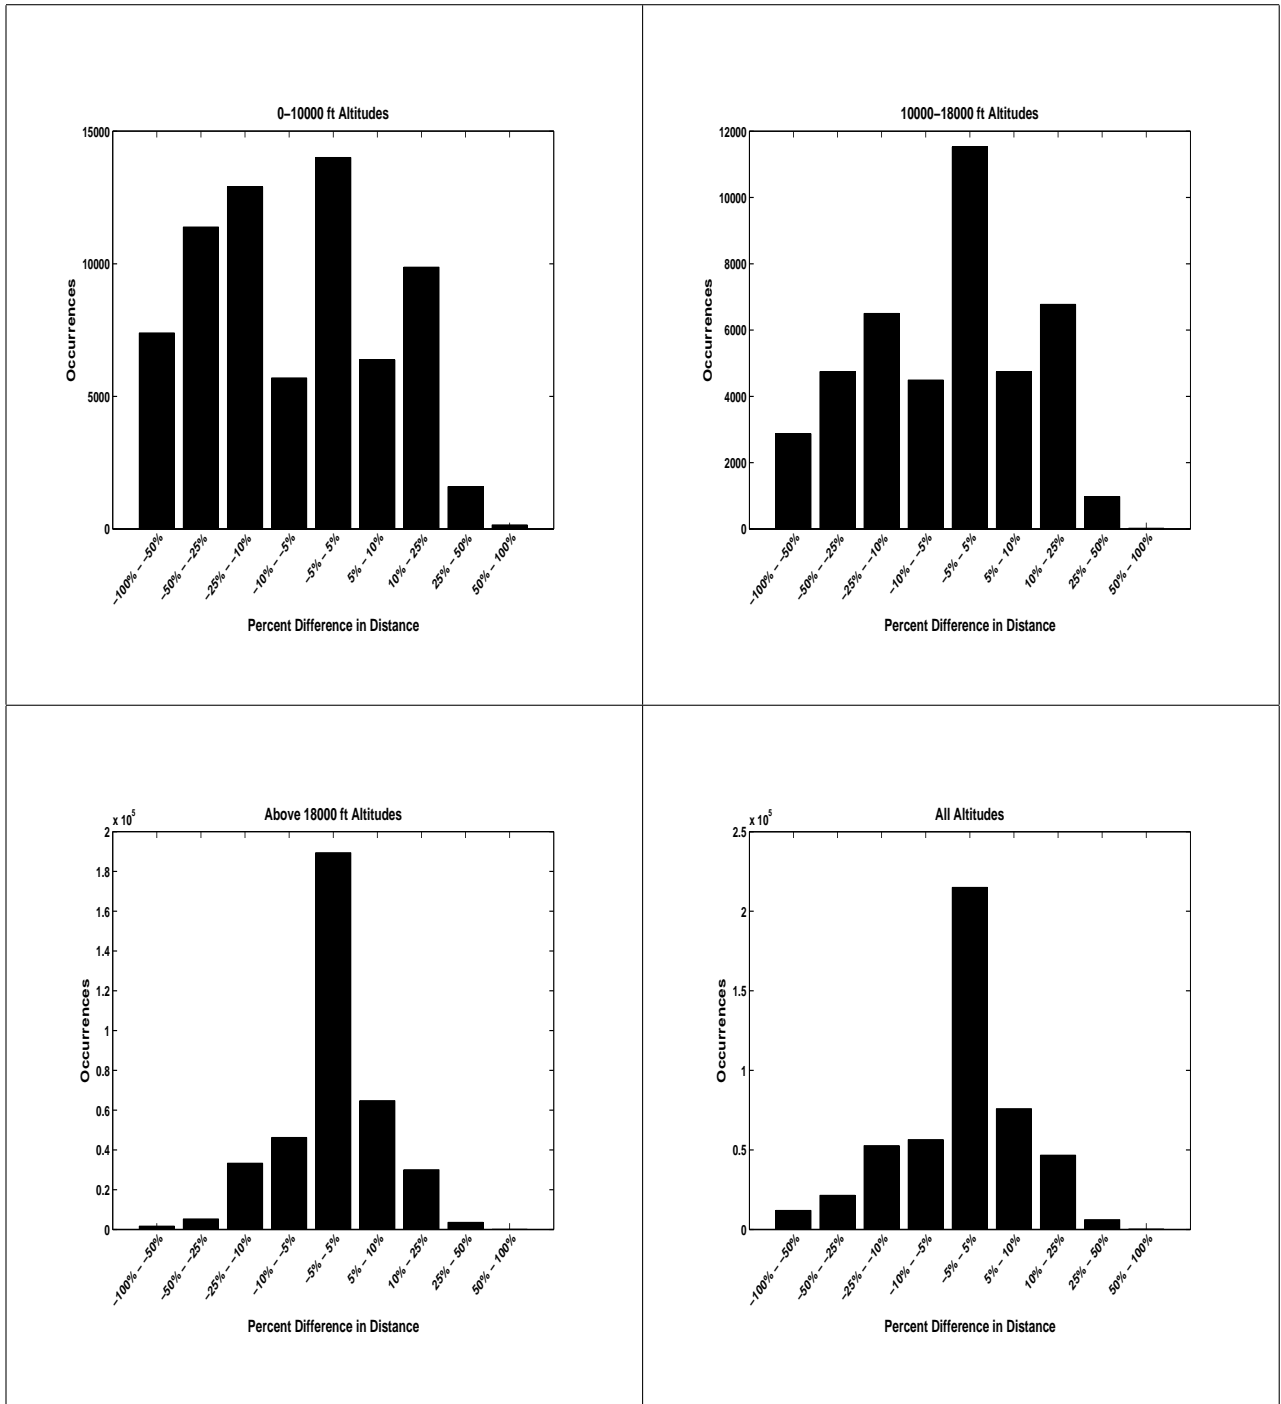 0–10000 ft Altitudes
15000
10000
5000
0
Occurrences
–100% – –50%
–50% – –25%
–25% – –10%
–10% – –5%
–5% – 5%
5% – 10%
10% – 25%
25% – 50%
50% – 100%
Percent Difference in Distance
10000–18000 ft Altitudes
12000
10000
8000
6000
4000
2000
0
Occurrences
–100% – –50%
–50% – –25%
–25% – –10%
–10% – –5%
–5% – 5%
5% – 10%
10% – 25%
25% – 50%
50% – 100%
Percent Difference in Distance
Above 18000 ft Altitudes
x 10^5
2
1.8
1.6
1.4
1.2
1
0.8
0.6
0.4
0.2
0
Occurrences
–100% – –50%
–50% – –25%
–25% – –10%
–10% – –5%
–5% – 5%
5% – 10%
10% – 25%
25% – 50%
50% – 100%
Percent Difference in Distance
All Altitudes
x 10^5
2.5
2
1.5
1
0.5
0
Occurrences
–100% – –50%
–50% – –25%
–25% – –10%
–10% – –5%
–5% – 5%
5% – 10%
10% – 25%
25% – 50%
50% – 100%
Percent Difference in Distance